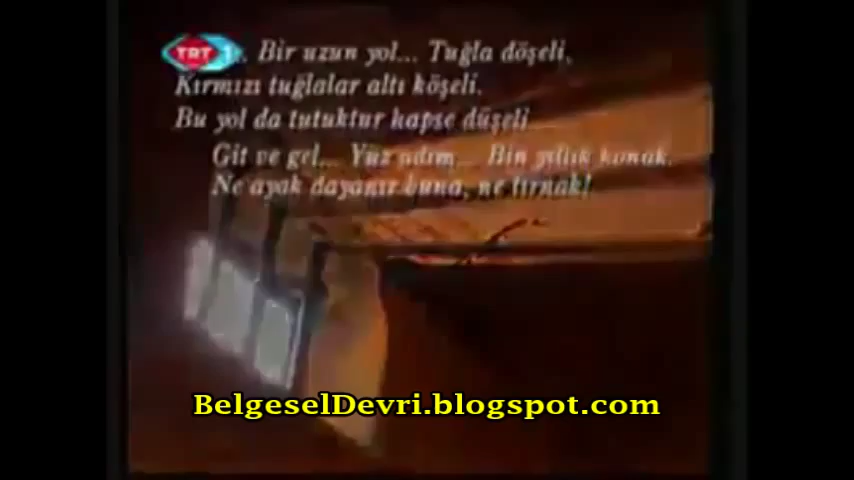 TRT 1
. Bir uzun yol... Tuğla döşeli,
Kırmızı tuğlalar altı köşeli.
Bu yol da tutuktur hapse düşeli
Git ve gel... Yüz adım... Bin yıllık konak.
Ne ayak dayanır buna, ne tırnak!
BelgeselDevri.blogspot.com